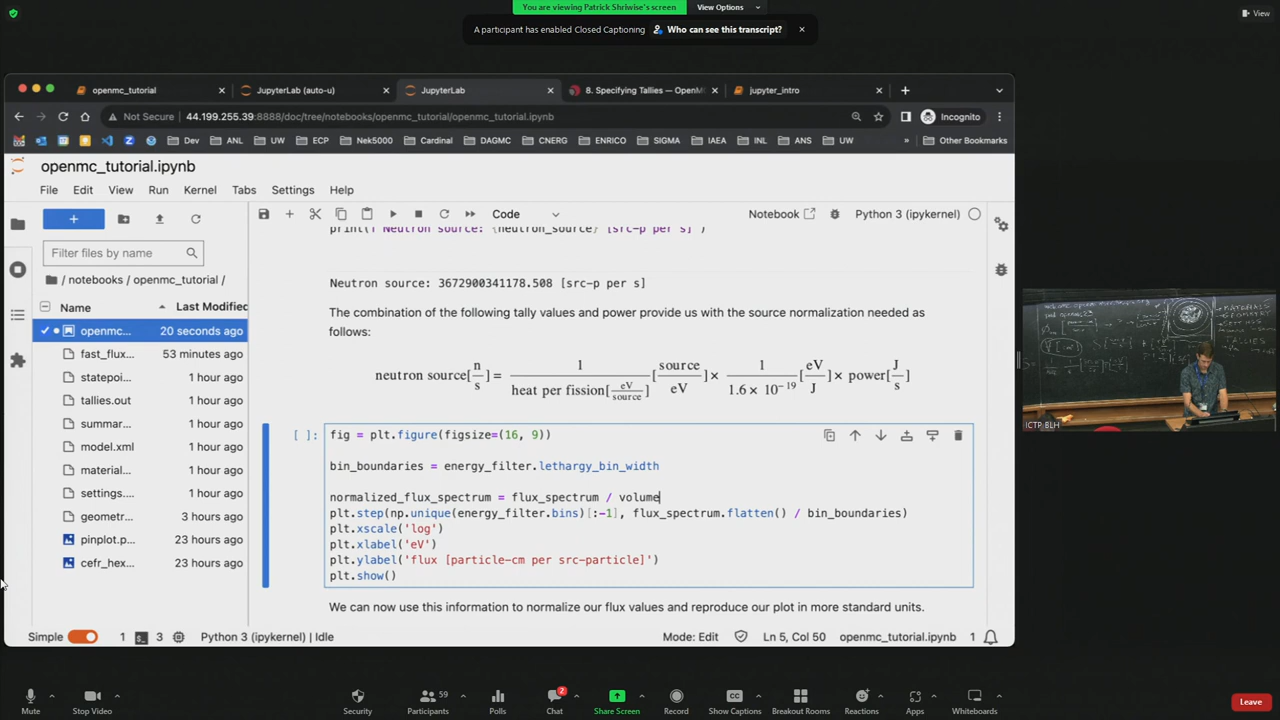 You are viewing Patrick Shriwise's screen
View Options
View
A participant has enabled Closed Captioning
Who can see this transcript?
openmc_tutorial
JupyterLab (auto-u)
JupyterLab
8. Specifying Tallies — OpenM
jupyter_intro
Not Secure
44.199.255.39:8888/doc/tree/notebooks/openmc_tutorial/openmc_tutorial.ipynb
Incognito
Dev ANL UW ECP Nek5000 Cardinal DAGMC CNERG ENRICO SIGMA IAEA INL ANS UW » Other Bookmarks
openmc_tutorial.ipynb
File Edit View Run Kernel Tabs Settings Help
Code
Notebook
Python 3 (ipykernel)
Filter files by name
/ notebooks / openmc_tutorial /
Name Last Modified
openmc... 20 seconds ago
fast_flux... 53 minutes ago
statepoi... 1 hour ago
tallies.out 1 hour ago
summar... 1 hour ago
model.xml 1 hour ago
material... 1 hour ago
settings.... 1 hour ago
geometr... 1 hour ago
pinplot.p... 23 hours ago
cefr_hex... 23 hours ago
print(f'Neutron source: {neutron_source} [src-p per s]')
Neutron source: 3672900341178.508 [src-p per s]
The combination of the following tally values and power provide us with the source normalization needed as
follows:
neutron source[n/s] = 1 / heat per fission[eV/source] [source/eV] × 1 / 1.6 × 10⁻¹⁹ [eV/J] × power[J/s]
[ ]:
fig = plt.figure(figsize=(16, 9))
bin_boundaries = energy_filter.lethargy_bin_width
normalized_flux_spectrum = flux_spectrum / volume
plt.step(np.unique(energy_filter.bins)[:-1], flux_spectrum.flatten() / bin_boundaries)
plt.xscale('log')
plt.xlabel('eV')
plt.ylabel('flux [particle-cm per src-particle]')
plt.show()
We can now use this information to normalize our flux values and reproduce our plot in more standard units.
Simple 1 3 Python 3 (ipykernel) | Idle
Mode: Edit Ln 5, Col 50 openmc_tutorial.ipynb 1
ICTP-BLH
Mute
Stop Video
Security
Participants 59
Polls
Chat 2
Share Screen
Record
Show Captions
Breakout Rooms
Reactions
Apps
Whiteboards
Leave